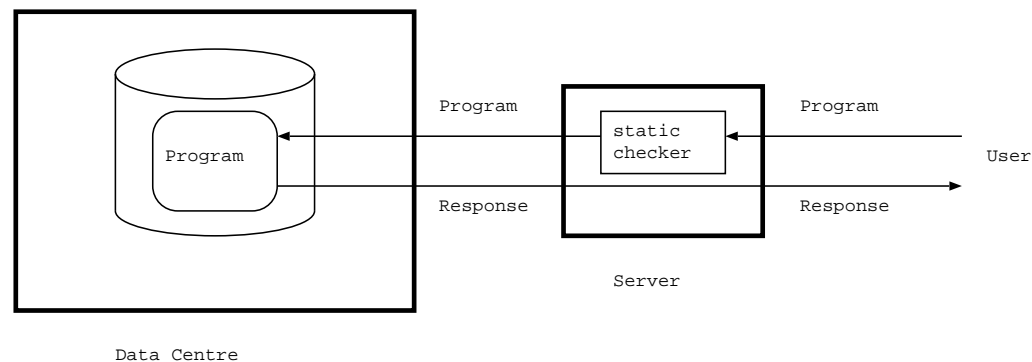 Program
Program
static
checker
Program
User
Response
Response
Server
Data Centre